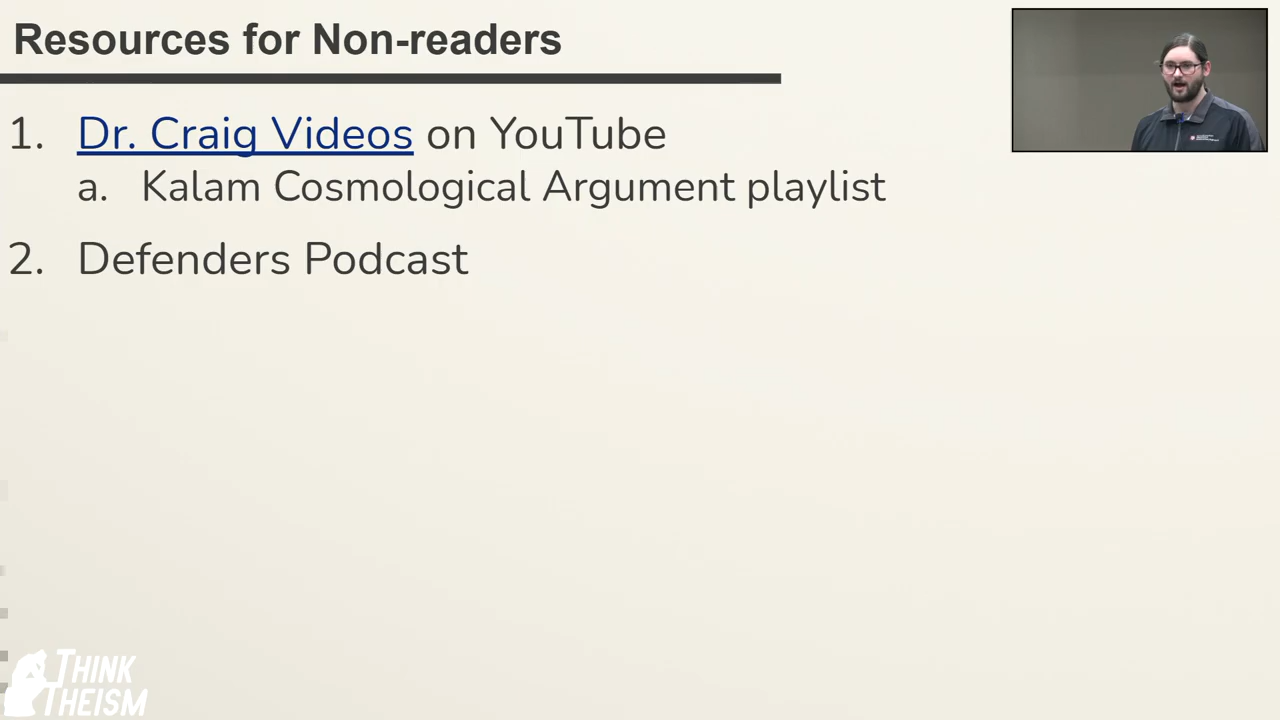 Resources for Non-readers
1. Dr. Craig Videos on YouTube
a. Kalam Cosmological Argument playlist
2. Defenders Podcast
THINK
THEISM